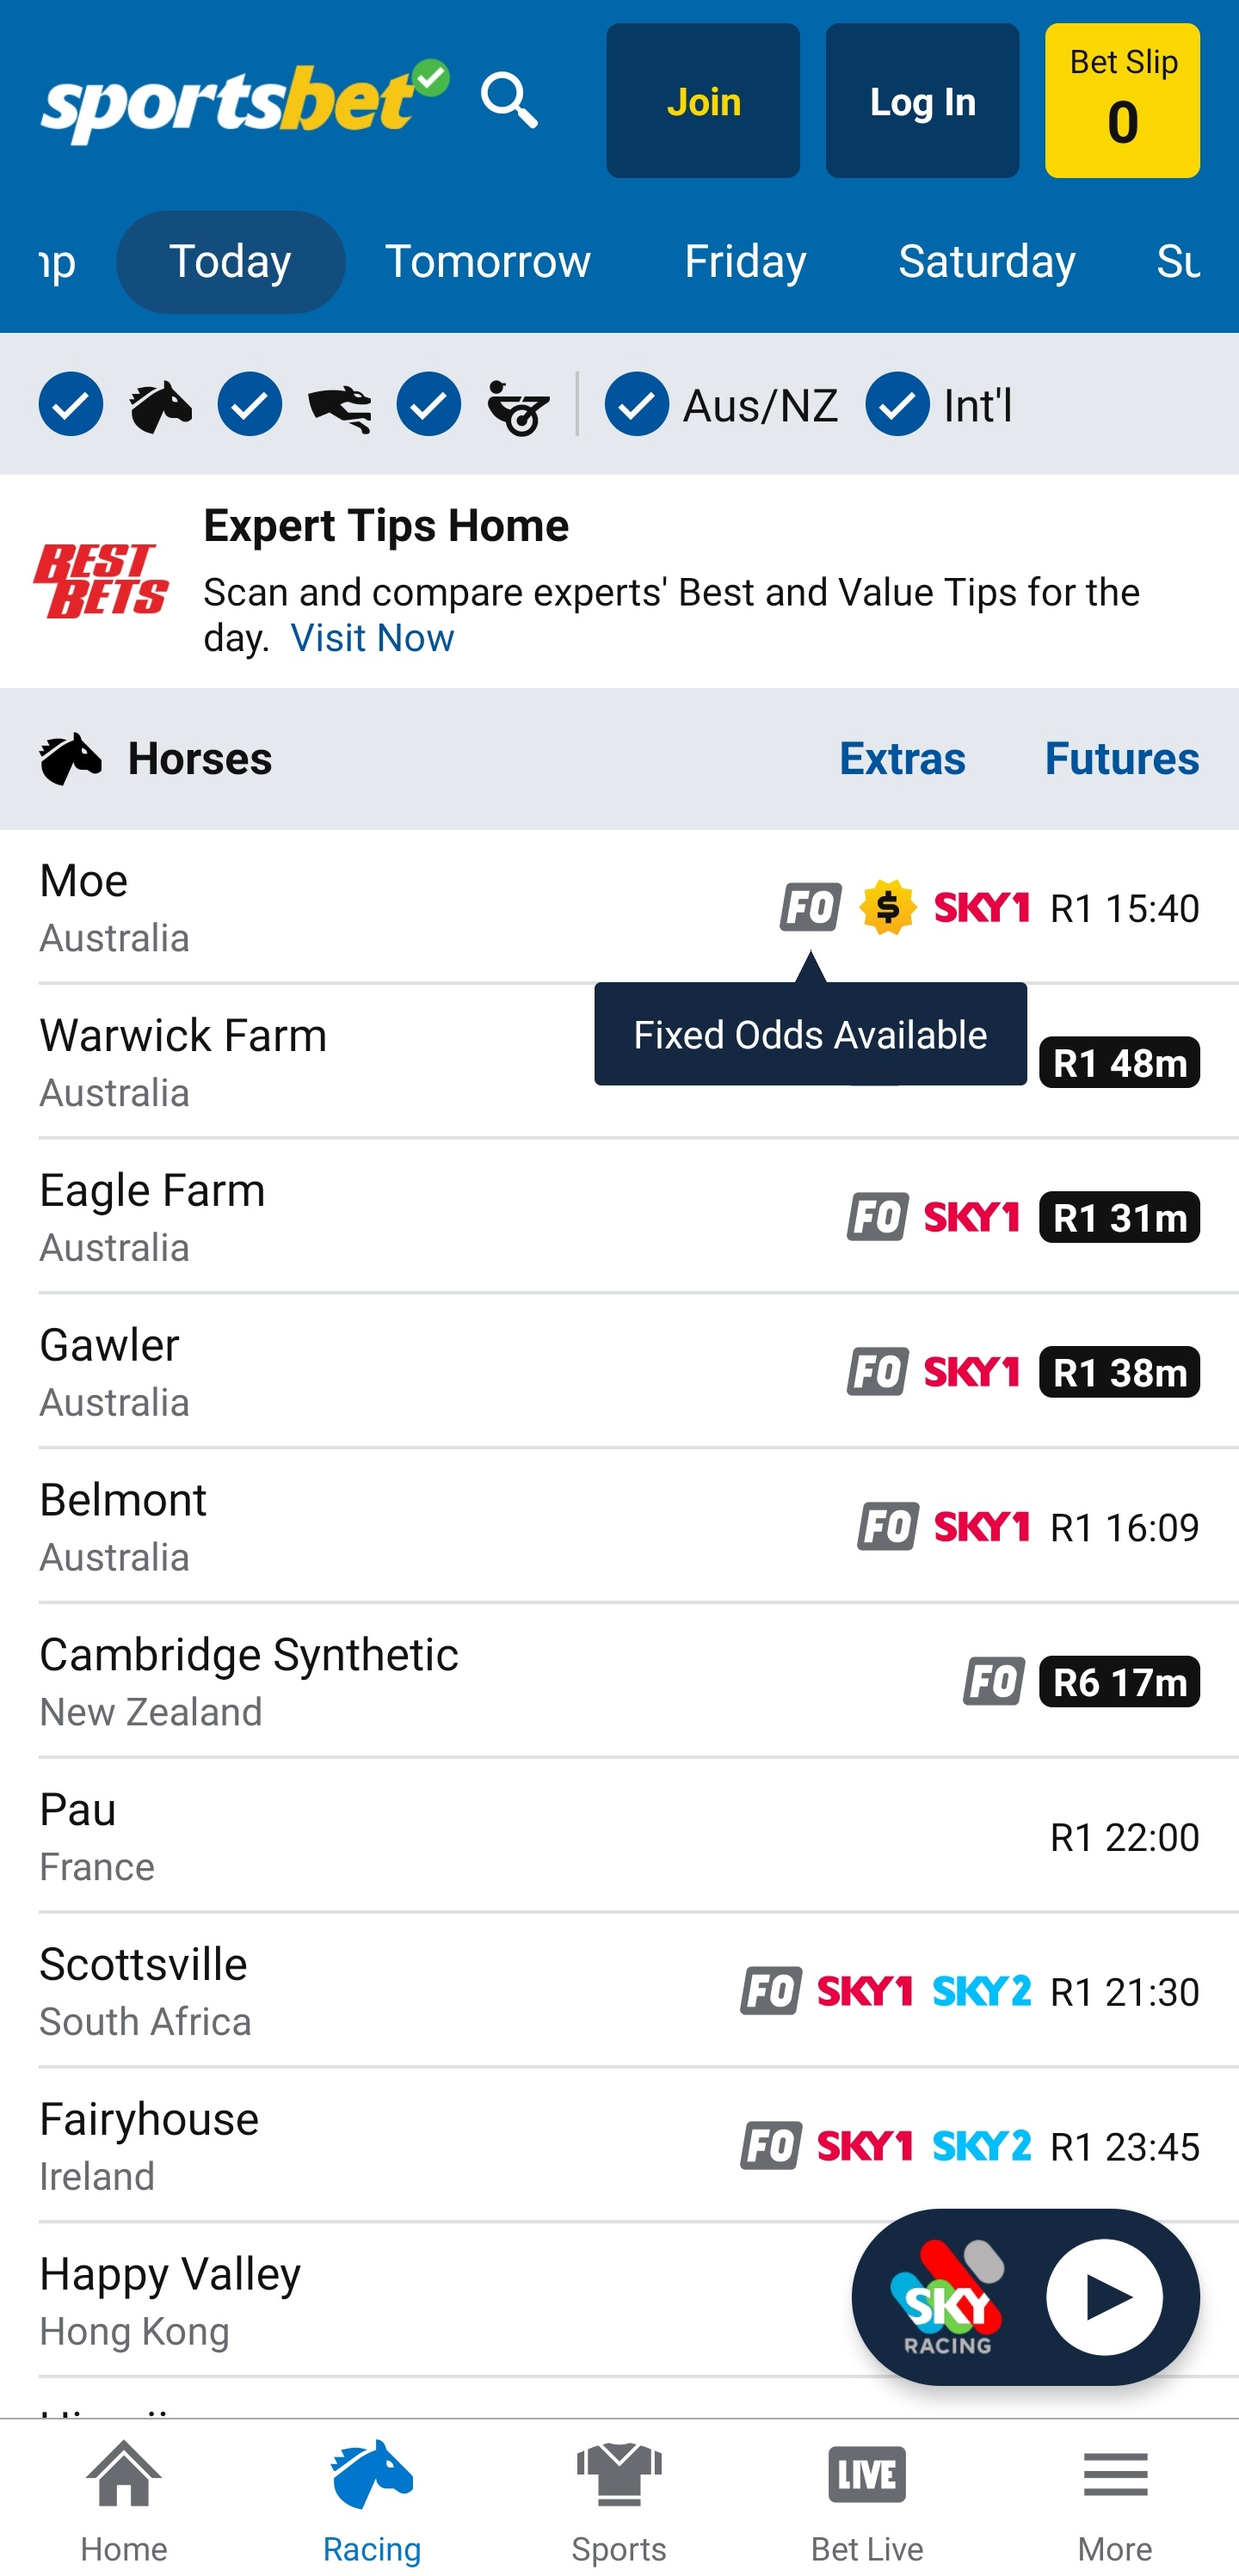 sportsbet
Join
Log In
Bet Slip
0
Today
Tomorrow
Friday
Saturday
Aus/NZ
Int'l
BEST
BETS
Expert Tips Home
Scan and compare experts' Best and Value Tips for the
day. Visit Now
Horses
Extras
Futures
Moe
Australia
FO $ SKY1 R1 15:40
Fixed Odds Available
Warwick Farm
Australia
R1 48m
Eagle Farm
Australia
FO SKY1 R1 31m
Gawler
Australia
FO SKY1 R1 38m
Belmont
Australia
FO SKY1 R1 16:09
Cambridge Synthetic
New Zealand
FO R6 17m
Pau
France
R1 22:00
Scottsville
South Africa
FO SKY1 SKY2 R1 21:30
Fairyhouse
Ireland
FO SKY1 SKY2 R1 23:45
Happy Valley
Hong Kong
SKY
RACING
Home
Racing
Sports
LIVE
Bet Live
More